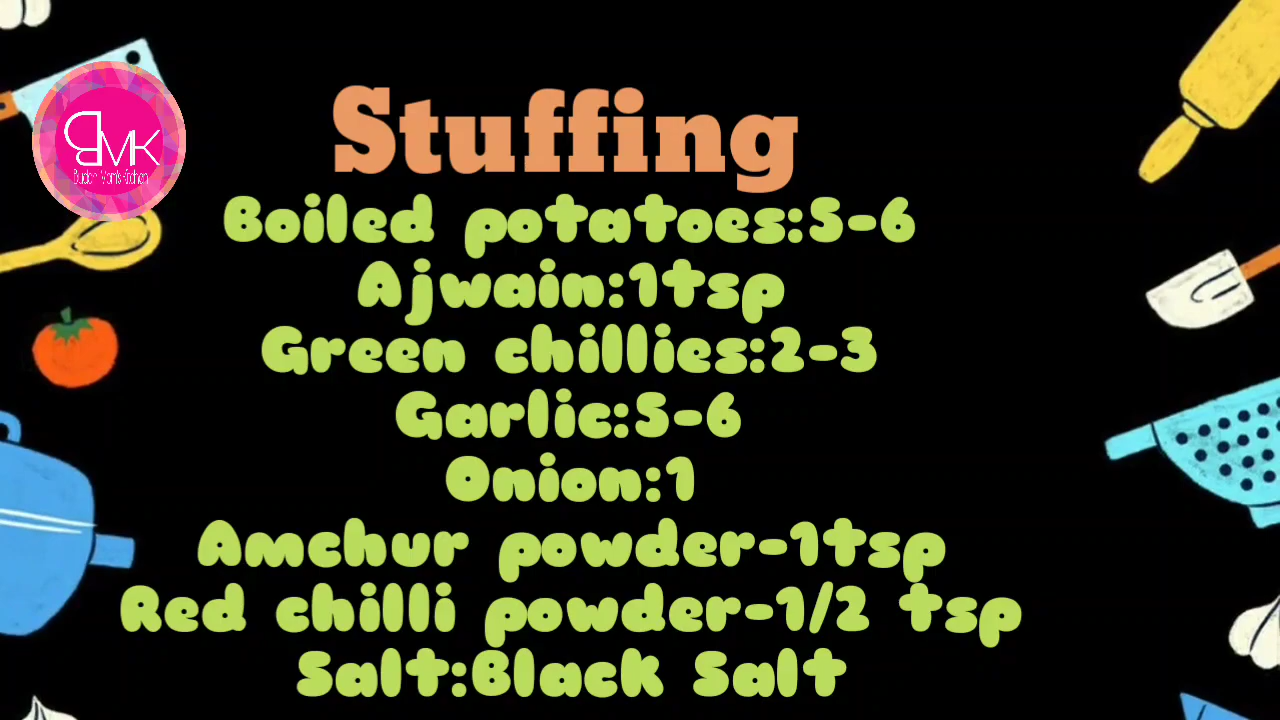 BMK
Stuffing
Boiled potatoes:5-6
Ajwain:1tsp
Green chillies:2-3
Garlic:5-6
Onion:1
Amchur powder-1tsp
Red chilli powder-1/2 tsp
Salt:Black Salt